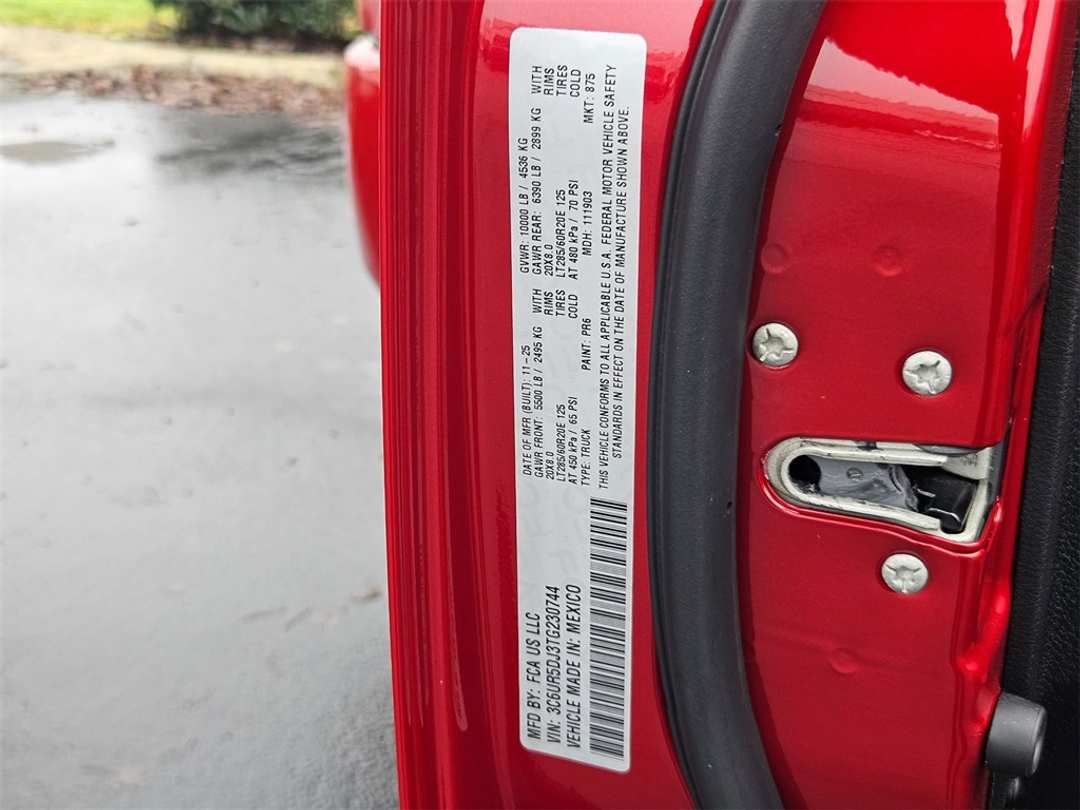 MFD BY: FCA US LLC
VIN: 3C6UR5DJ3TG230744
VEHICLE MADE IN: MEXICO
DATE OF MFR (BUILT): 11-25 GVWR: 10000 LB / 4536 KG
GAWR FRONT: 5500 LB / 2495 KG WITH GAWR REAR: 6390 LB / 2899 KG WITH
20X8.0 RIMS 20X8.0 RIMS
LT285/60R20E 125 TIRES LT285/60R20E 125 TIRES
AT 450 kPa / 65 PSI COLD AT 480 kPa / 70 PSI COLD
TYPE: TRUCK PAINT: PR6 MDH: 111903 MKT: 875
THIS VEHICLE CONFORMS TO ALL APPLICABLE U.S.A. FEDERAL MOTOR VEHICLE SAFETY
STANDARDS IN EFFECT ON THE DATE OF MANUFACTURE SHOWN ABOVE.